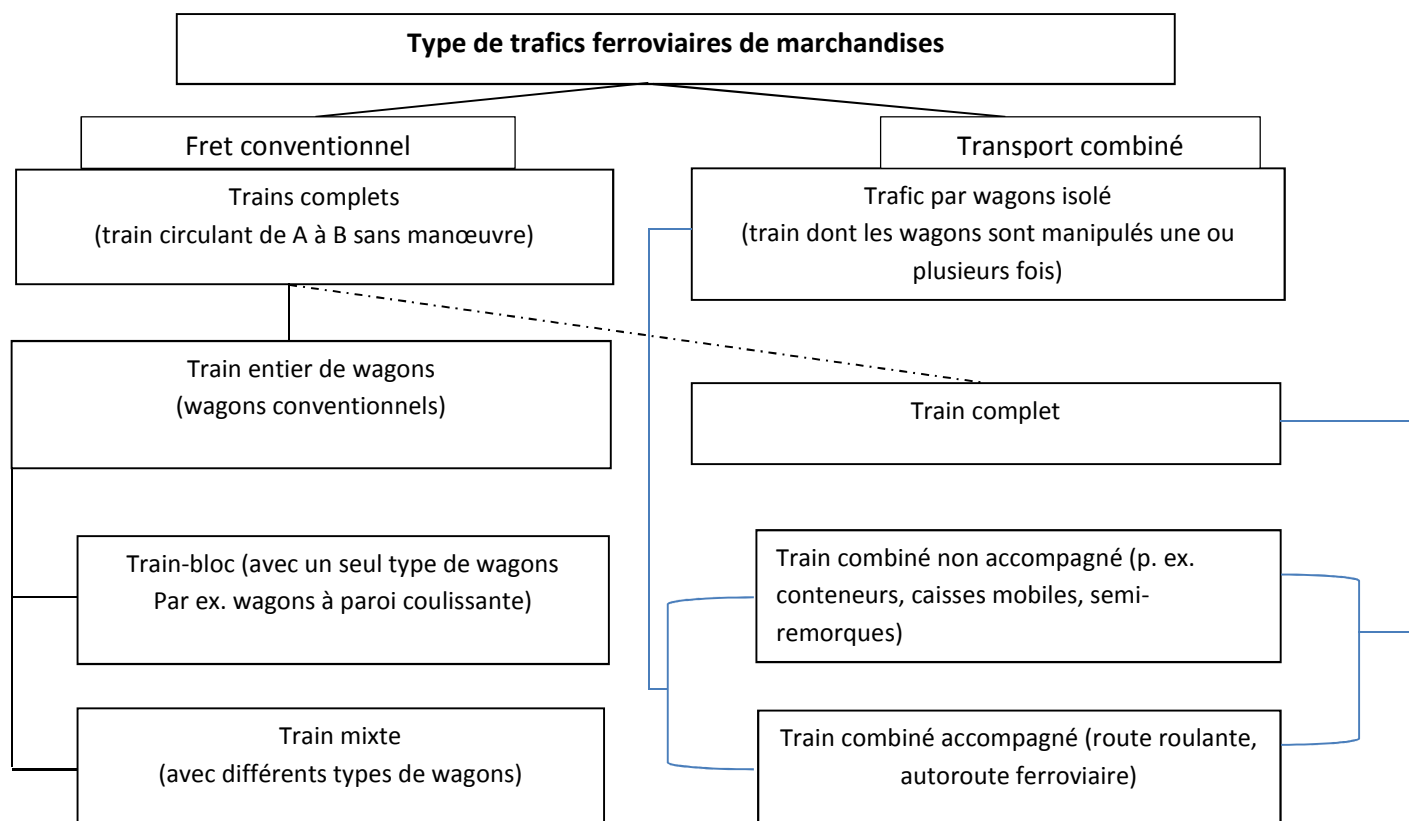 Type de trafics ferroviaires de marchandises
Fret conventionnel
Transport combiné
Trains complets
(train circulant de A à B sans manœuvre)
Trafic par wagons isolé
(train dont les wagons sont manipulés une ou
plusieurs fois)
Train entier de wagons
(wagons conventionnels)
Train complet
Train-bloc (avec un seul type de wagons
Par ex. wagons à paroi coulissante)
Train combiné non accompagné (p. ex.
conteneurs, caisses mobiles, semi-
remorques)
Train mixte
(avec différents types de wagons)
Train combiné accompagné (route roulante,
autoroute ferroviaire)